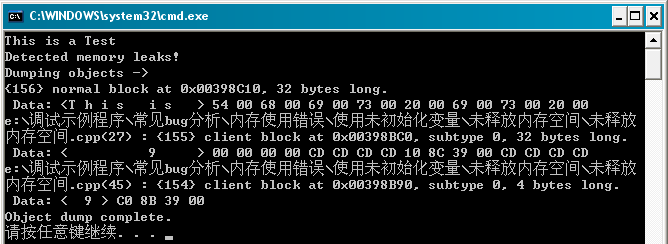 C:\WINDOWS\system32\cmd.exe
This is a Test
Detected memory leaks!
Dumping objects ->
{156} normal block at 0x00398C10, 32 bytes long.
 Data: <T h i s   i s   > 54 00 68 00 69 00 73 00 20 00 69 00 73 00 20 00
e:\调试示例程序\常见bug分析\内存使用错误\使用未初始化变量\未释放内存空间\未释放
内存空间.cpp(27) : {155} client block at 0x00398BC0, subtype 0, 32 bytes long.
 Data: <         9      > 00 00 00 00 CD CD CD CD 10 8C 39 00 CD CD CD CD
e:\调试示例程序\常见bug分析\内存使用错误\使用未初始化变量\未释放内存空间\未释放
内存空间.cpp(45) : {154} client block at 0x00398B90, subtype 0, 4 bytes long.
 Data: <  9 > C0 8B 39 00
Object dump complete.
请按任意键继续. . .